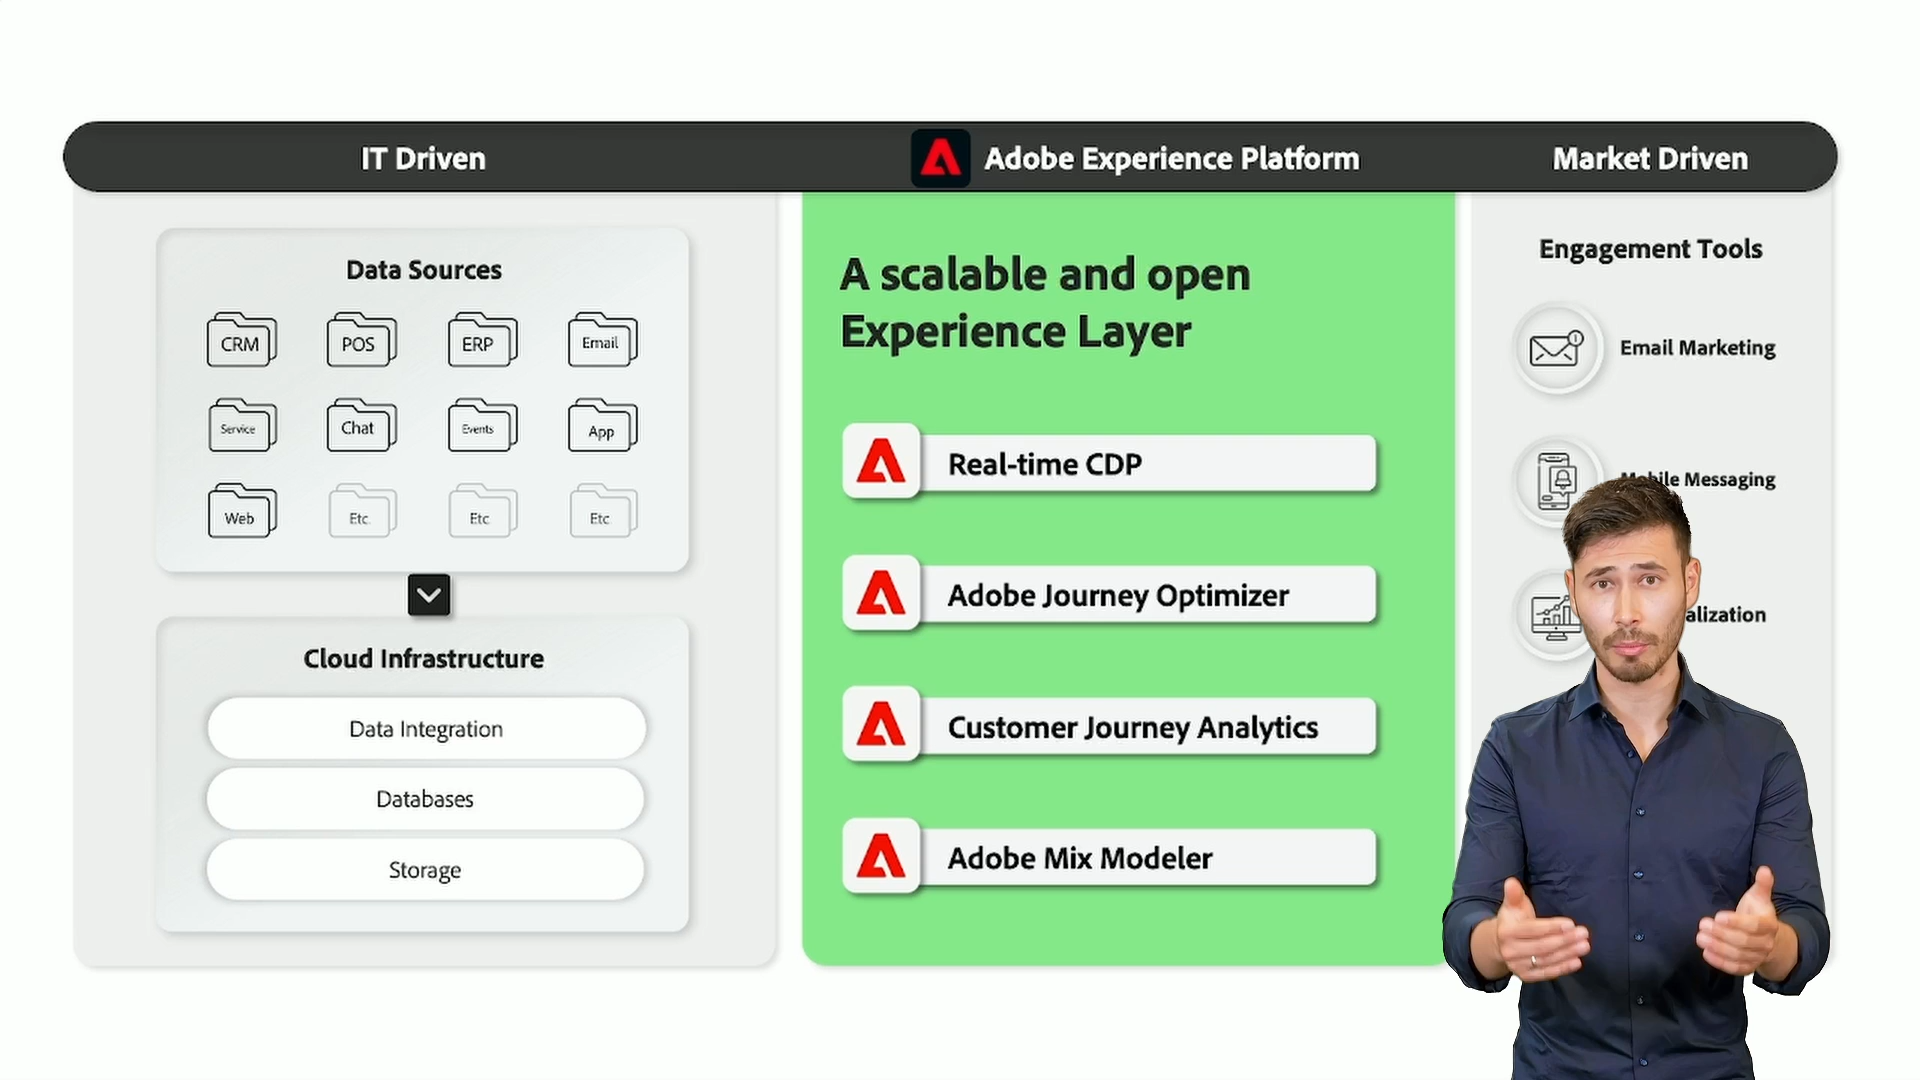 IT Driven
Adobe Experience Platform
Market Driven
Data Sources
CRM
POS
ERP
Email
Service
Chat
Events
App
Web
Etc.
Etc
Etc
Cloud Infrastructure
Data Integration
Databases
Storage
A scalable and open
Experience Layer
Real-time CDP
Adobe Journey Optimizer
Customer Journey Analytics
Adobe Mix Modeler
Engagement Tools
Email Marketing
Messaging